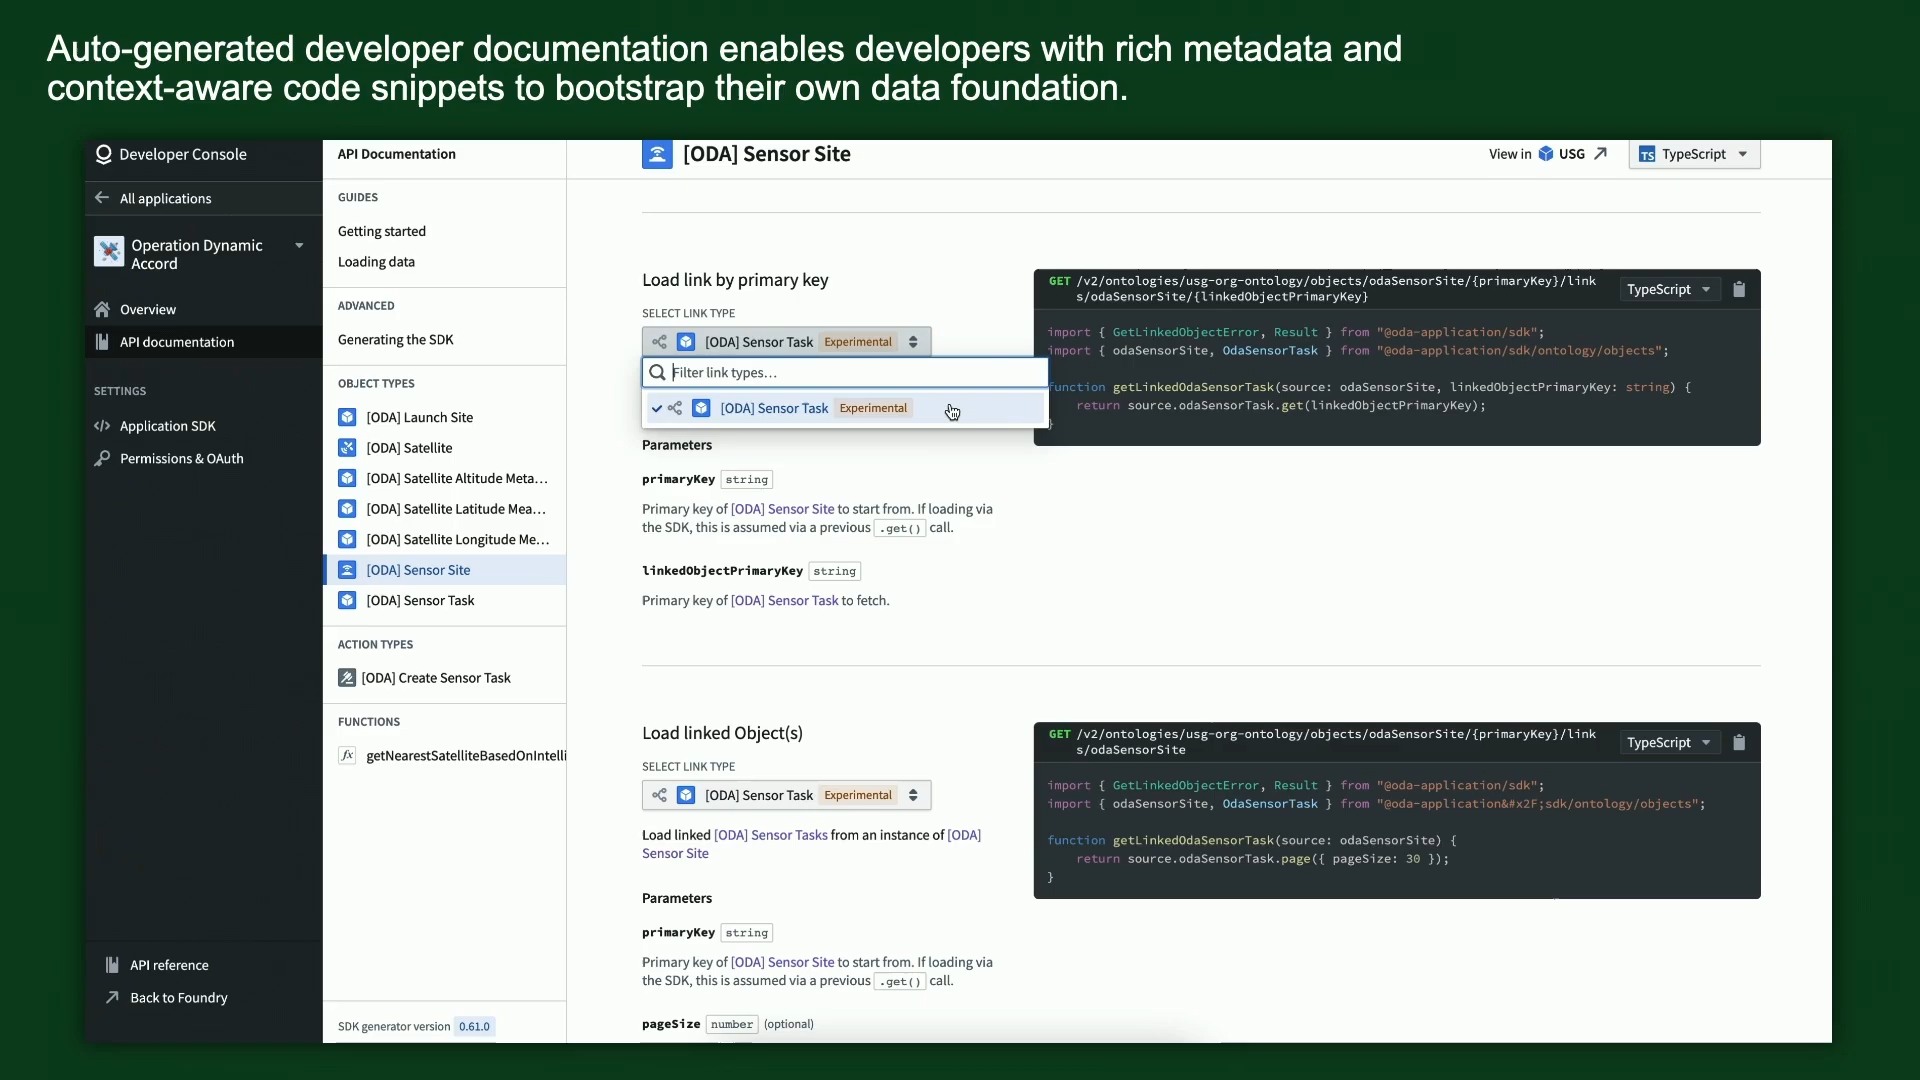 Auto-generated developer documentation enables developers with rich metadata and
context-aware code snippets to bootstrap their own data foundation.
Developer Console
All applications
Operation Dynamic
Accord
Overview
API documentation
SETTINGS
Application SDK
Permissions & OAuth
API reference
Back to Foundry
API Documentation
GUIDES
Getting started
Loading data
ADVANCED
Generating the SDK
OBJECT TYPES
[ODA] Launch Site
[ODA] Satellite
[ODA] Satellite Altitude Meta...
[ODA] Satellite Latitude Mea...
[ODA] Satellite Longitude Me...
[ODA] Sensor Site
[ODA] Sensor Task
ACTION TYPES
[ODA] Create Sensor Task
FUNCTIONS
fx getNearestSatelliteBasedOnIntelli
SDK generator version 0.61.0
[ODA] Sensor Site
View in USG
TS TypeScript
Load link by primary key
SELECT LINK TYPE
[ODA] Sensor Task Experimental
Filter link types...
[ODA] Sensor Task Experimental
Parameters
primaryKey string
Primary key of [ODA] Sensor Site to start from. If loading via
the SDK, this is assumed via a previous .get() call.
linkedObjectPrimaryKey string
Primary key of [ODA] Sensor Task to fetch.
GET /v2/ontologies/usg-org-ontology/objects/odaSensorSite/{primaryKey}/link
s/odaSensorSite/{linkedObjectPrimaryKey}
TypeScript
import { GetLinkedObjectError, Result } from "@oda-application/sdk";
import { odaSensorSite, OdaSensorTask } from "@oda-application/sdk/ontology/objects";
function getLinkedOdaSensorTask(source: odaSensorSite, linkedObjectPrimaryKey: string) {
return source.odaSensorTask.get(linkedObjectPrimaryKey);
}
Load linked Object(s)
SELECT LINK TYPE
[ODA] Sensor Task Experimental
Load linked [ODA] Sensor Tasks from an instance of [ODA]
Sensor Site
Parameters
primaryKey string
Primary key of [ODA] Sensor Site to start from. If loading via
the SDK, this is assumed via a previous .get() call.
pageSize number (optional)
GET /v2/ontologies/usg-org-ontology/objects/odaSensorSite/{primaryKey}/link
s/odaSensorSite
TypeScript
import { GetLinkedObjectError, Result } from "@oda-application/sdk";
import { odaSensorSite, OdaSensorTask } from "@oda-application&#x2F;sdk/ontology/objects";
function getLinkedOdaSensorTask(source: odaSensorSite) {
return source.odaSensorTask.page({ pageSize: 30 });
}